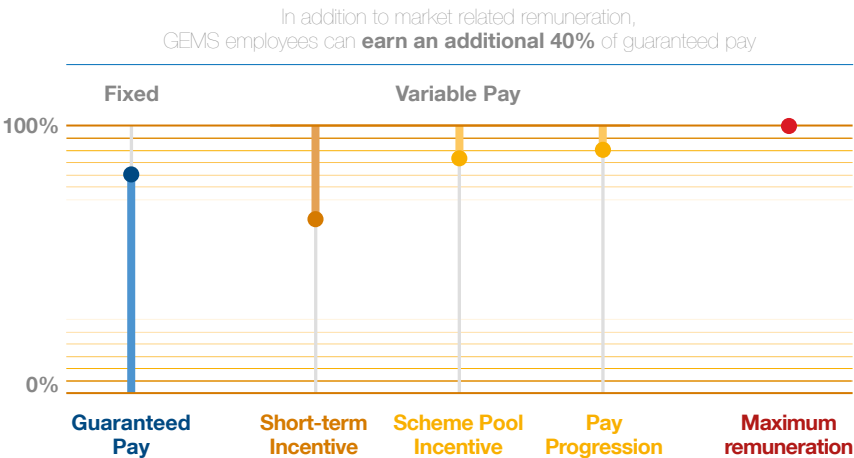 In addition to market related remuneration,
GEMS employees can earn an additional 40% of guaranteed pay
Fixed
Variable Pay
100%
0%
Guaranteed
Pay
Short-term
Incentive
Scheme Pool
Incentive
Pay
Progression
Maximum
remuneration